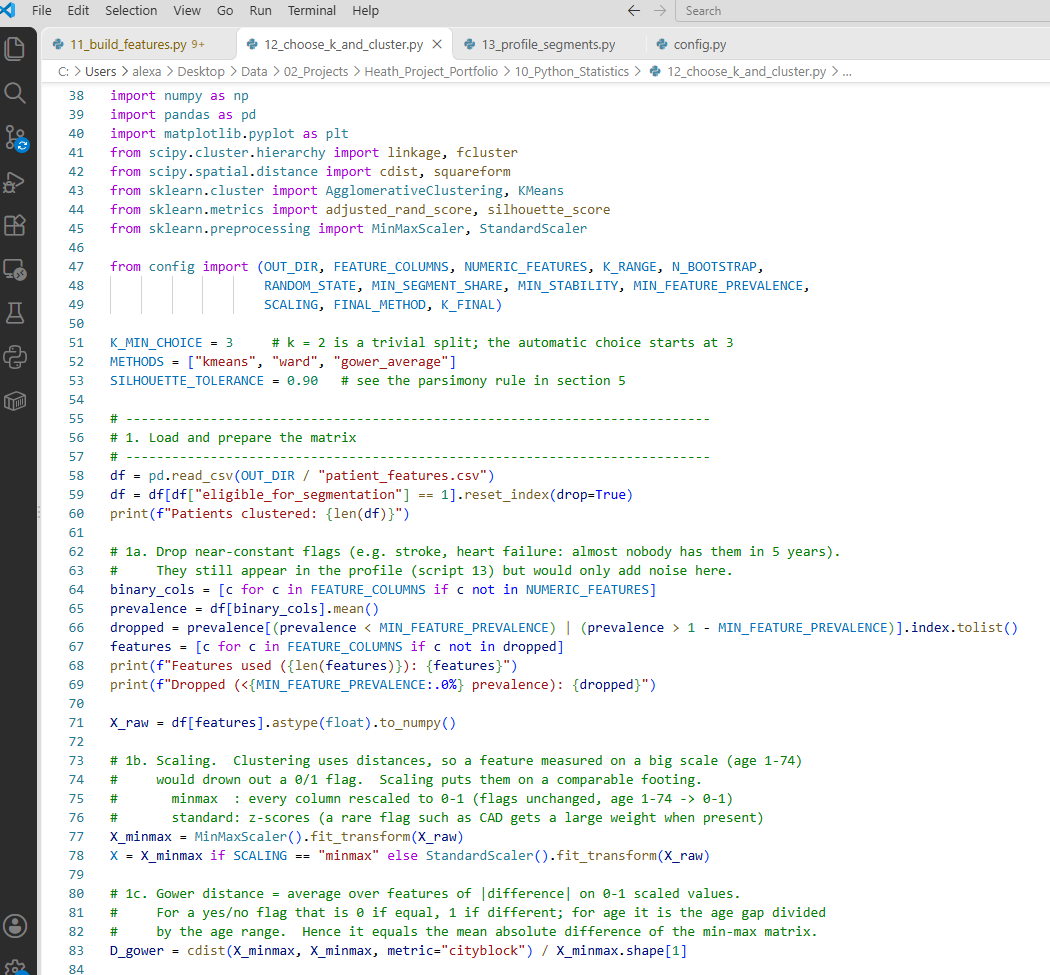 File Edit Selection View Go Run Terminal Help
Search
11_build_features.py 9+
12_choose_k_and_cluster.py
13_profile_segments.py
config.py
C: > Users > alexa > Desktop > Data > 02_Projects > Heath_Project_Portfolio > 10_Python_Statistics > 12_choose_k_and_cluster.py > ...
38 import numpy as np
39 import pandas as pd
40 import matplotlib.pyplot as plt
41 from scipy.cluster.hierarchy import linkage, fcluster
42 from scipy.spatial.distance import cdist, squareform
43 from sklearn.cluster import AgglomerativeClustering, KMeans
44 from sklearn.metrics import adjusted_rand_score, silhouette_score
45 from sklearn.preprocessing import MinMaxScaler, StandardScaler
46
47 from config import (OUT_DIR, FEATURE_COLUMNS, NUMERIC_FEATURES, K_RANGE, N_BOOTSTRAP,
48                     RANDOM_STATE, MIN_SEGMENT_SHARE, MIN_STABILITY, MIN_FEATURE_PREVALENCE,
49                     SCALING, FINAL_METHOD, K_FINAL)
50
51 K_MIN_CHOICE = 3     # k = 2 is a trivial split; the automatic choice starts at 3
52 METHODS = ["kmeans", "ward", "gower_average"]
53 SILHOUETTE_TOLERANCE = 0.90   # see the parsimony rule in section 5
54
55 # ----------------------------------------------------------------------------
56 # 1. Load and prepare the matrix
57 # ----------------------------------------------------------------------------
58 df = pd.read_csv(OUT_DIR / "patient_features.csv")
59 df = df[df["eligible_for_segmentation"] == 1].reset_index(drop=True)
60 print(f"Patients clustered: {len(df)}")
61
62 # 1a. Drop near-constant flags (e.g. stroke, heart failure: almost nobody has them in 5 years).
63 #     They still appear in the profile (script 13) but would only add noise here.
64 binary_cols = [c for c in FEATURE_COLUMNS if c not in NUMERIC_FEATURES]
65 prevalence = df[binary_cols].mean()
66 dropped = prevalence[(prevalence < MIN_FEATURE_PREVALENCE) | (prevalence > 1 - MIN_FEATURE_PREVALENCE)].index.tolist()
67 features = [c for c in FEATURE_COLUMNS if c not in dropped]
68 print(f"Features used ({len(features)}): {features}")
69 print(f"Dropped (<{MIN_FEATURE_PREVALENCE:.0%} prevalence): {dropped}")
70
71 X_raw = df[features].astype(float).to_numpy()
72
73 # 1b. Scaling.  Clustering uses distances, so a feature measured on a big scale (age 1-74)
74 #     would drown out a 0/1 flag.  Scaling puts them on a comparable footing.
75 #       minmax  : every column rescaled to 0-1 (flags unchanged, age 1-74 -> 0-1)
76 #       standard: z-scores (a rare flag such as CAD gets a large weight when present)
77 X_minmax = MinMaxScaler().fit_transform(X_raw)
78 X = X_minmax if SCALING == "minmax" else StandardScaler().fit_transform(X_raw)
79
80 # 1c. Gower distance = average over features of |difference| on 0-1 scaled values.
81 #     For a yes/no flag that is 0 if equal, 1 if different; for age it is the age gap divided
82 #     by the age range.  Hence it equals the mean absolute difference of the min-max matrix.
83 D_gower = cdist(X_minmax, X_minmax, metric="cityblock") / X_minmax.shape[1]
84